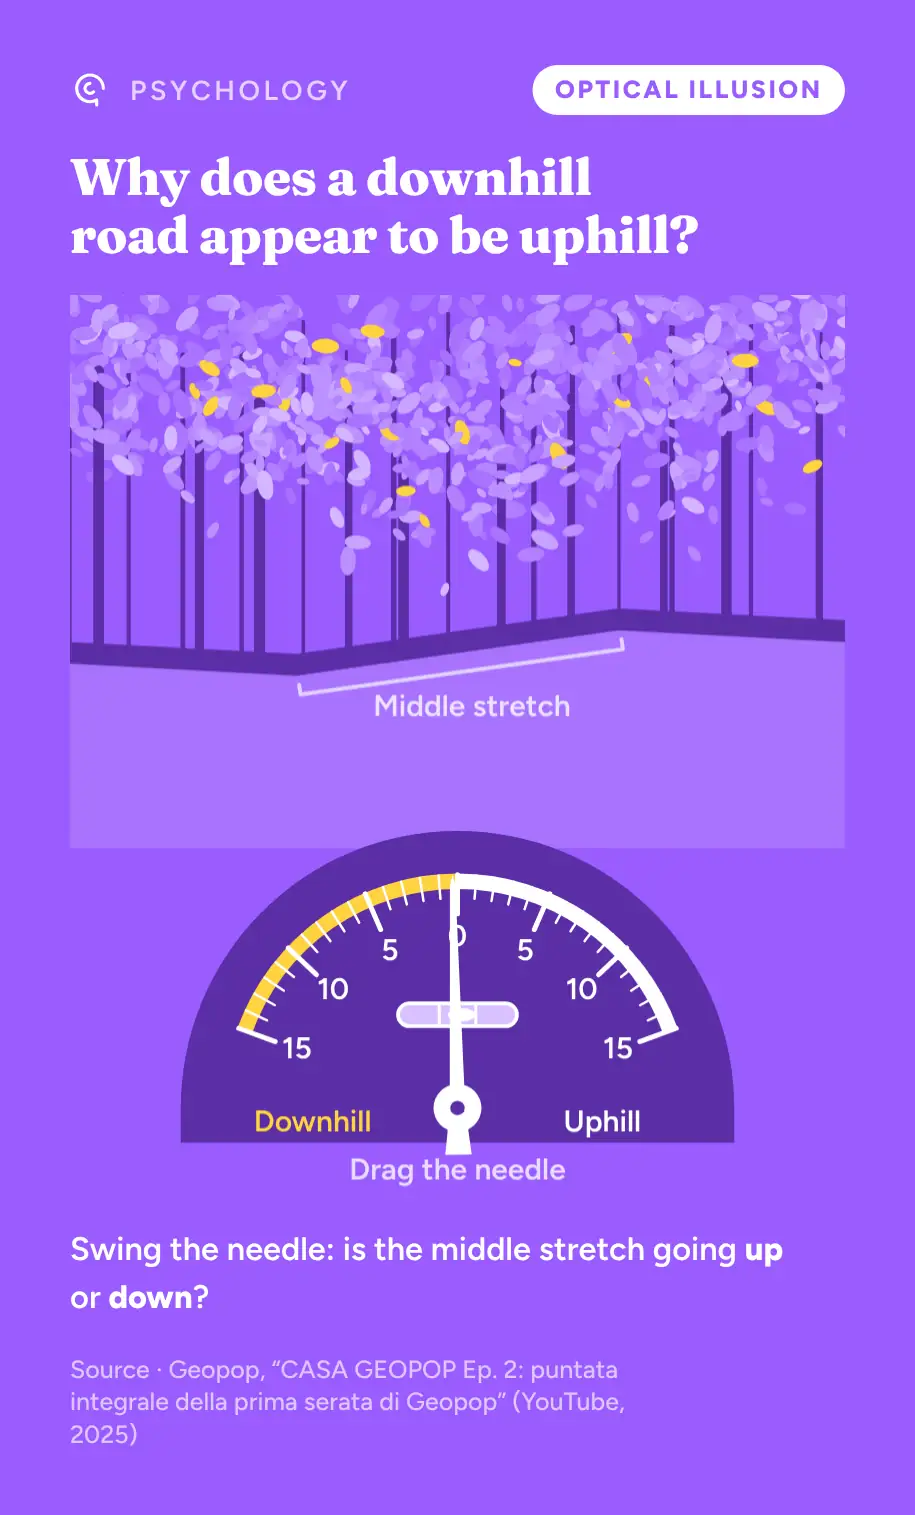 PSYCHOLOGY
OPTICAL ILLUSION
Why does a downhill
road appear to be uphill?
Middle stretch
0
5
5
10
10
15
15
Downhill
Uphill
Drag the needle
Swing the needle: is the middle stretch going up
or down?
Source · Geopop, “CASA GEOPOP Ep. 2: puntata
integrale della prima serata di Geopop” (YouTube,
2025)